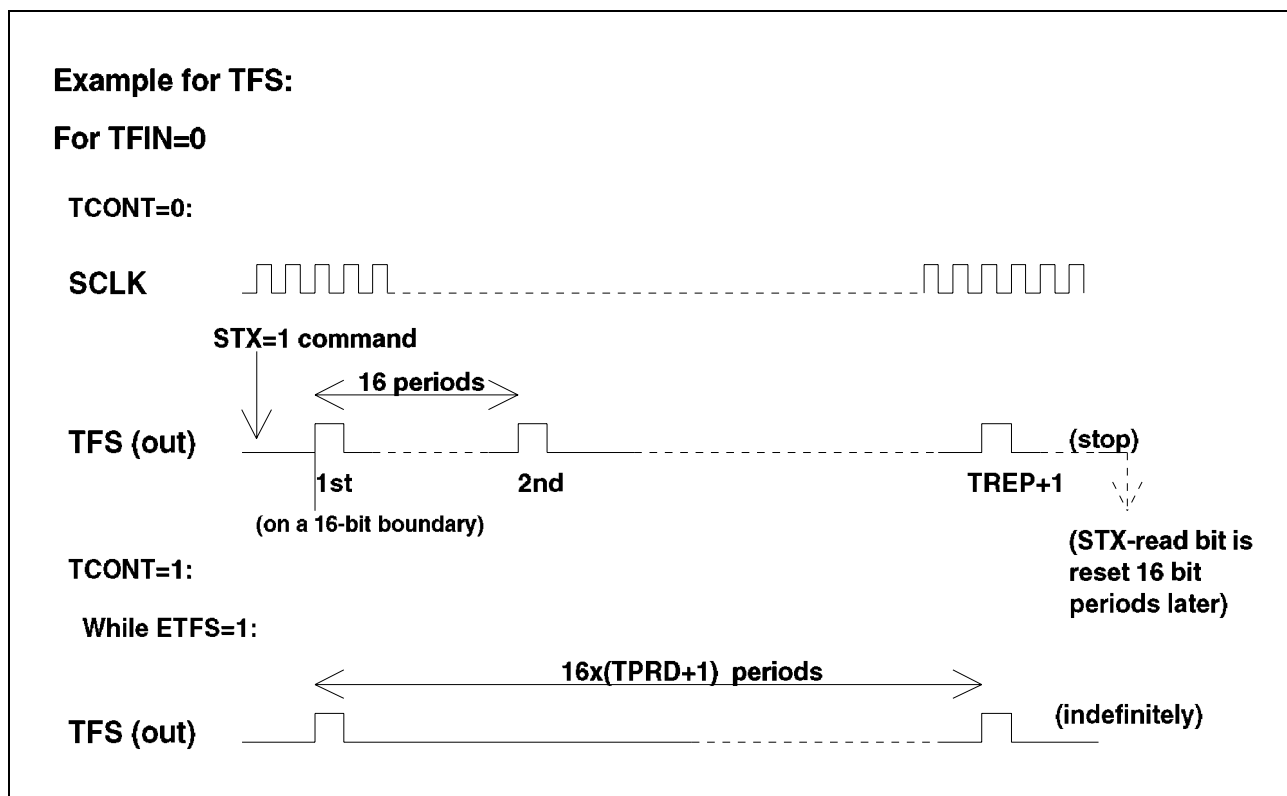 Example for TFS:
For TFIN=0
TCONT=0:
SCLK
STX=1 command
16 periods
TFS (out)
(stop)
1st
2nd
TREP+1
(on a 16-bit boundary)
(STX-read bit is
reset 16 bit
periods later)
TCONT=1:
While ETFS=1:
16x(TPRD+1) periods
TFS (out)
(indefinitely)